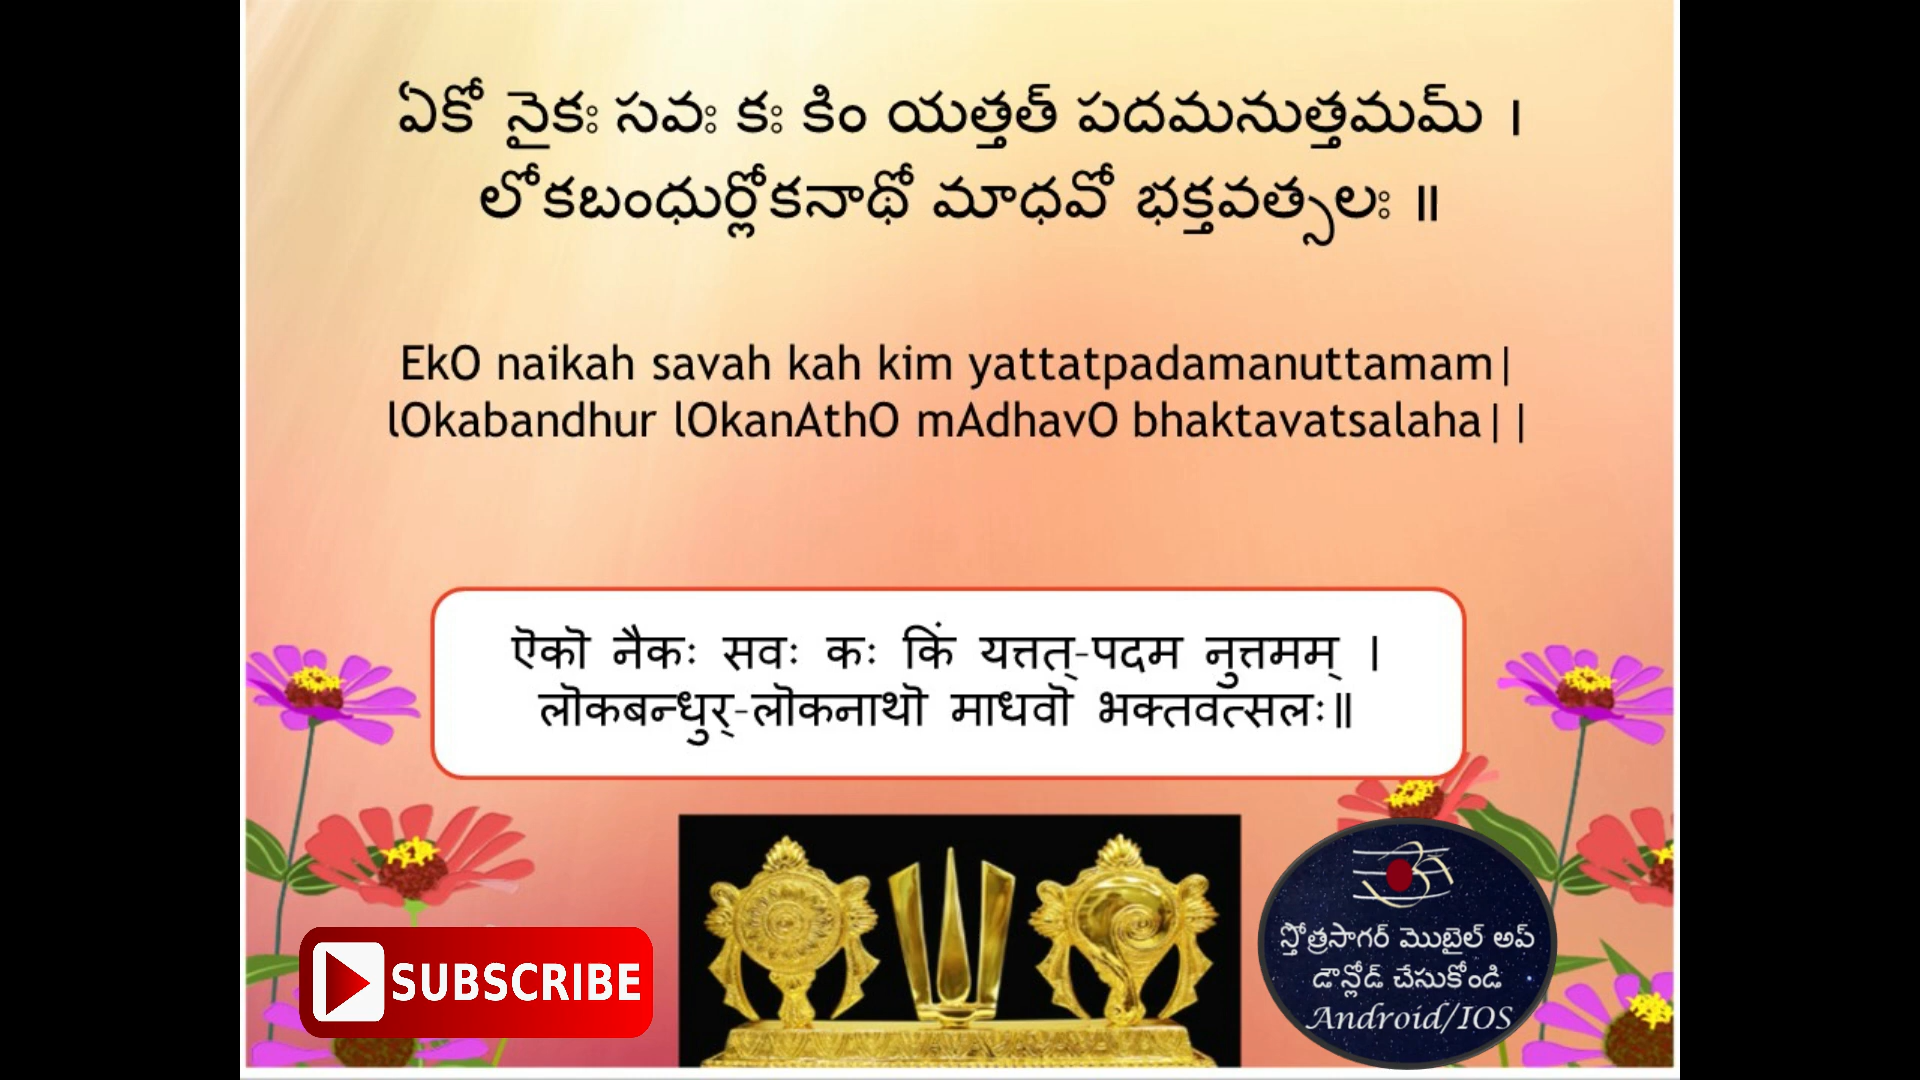 ఏకో నైకః సవః కః కిం యత్తత్ పదమనుత్తమమ్ ।
లోకబంధుర్లోకనాథో మాధవో భక్తవత్సలః ॥
EkO naikah savah kah kim yattatpadamanuttamam|
lOkabandhur lOkanAthO mAdhavO bhaktavatsalaha||
ऎकॊ नैकः सवः कः किं यत्तत्-पदम नुत्तमम् ।
लॊकबन्धुर्-लॊकनाथॊ माधवॊ भक्तवत्सलः॥
SUBSCRIBE
స్తోత్రసాగర్ మొబైల్ అప్
డౌన్లోడ్ చేసుకోండి
Android/IOS